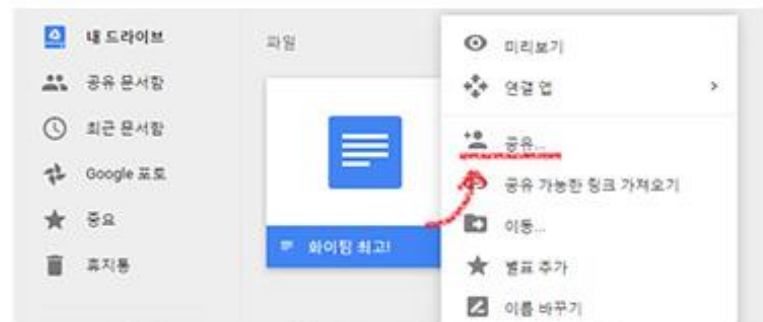 내 드라이브
공유 문서함
최근 문서함
Google 포토
중요
휴지통
파일
화이팅 최고!
미리보기
연결 앱
공유...
공유 가능한 링크 가져오기
이동...
별표 추가
이름 바꾸기